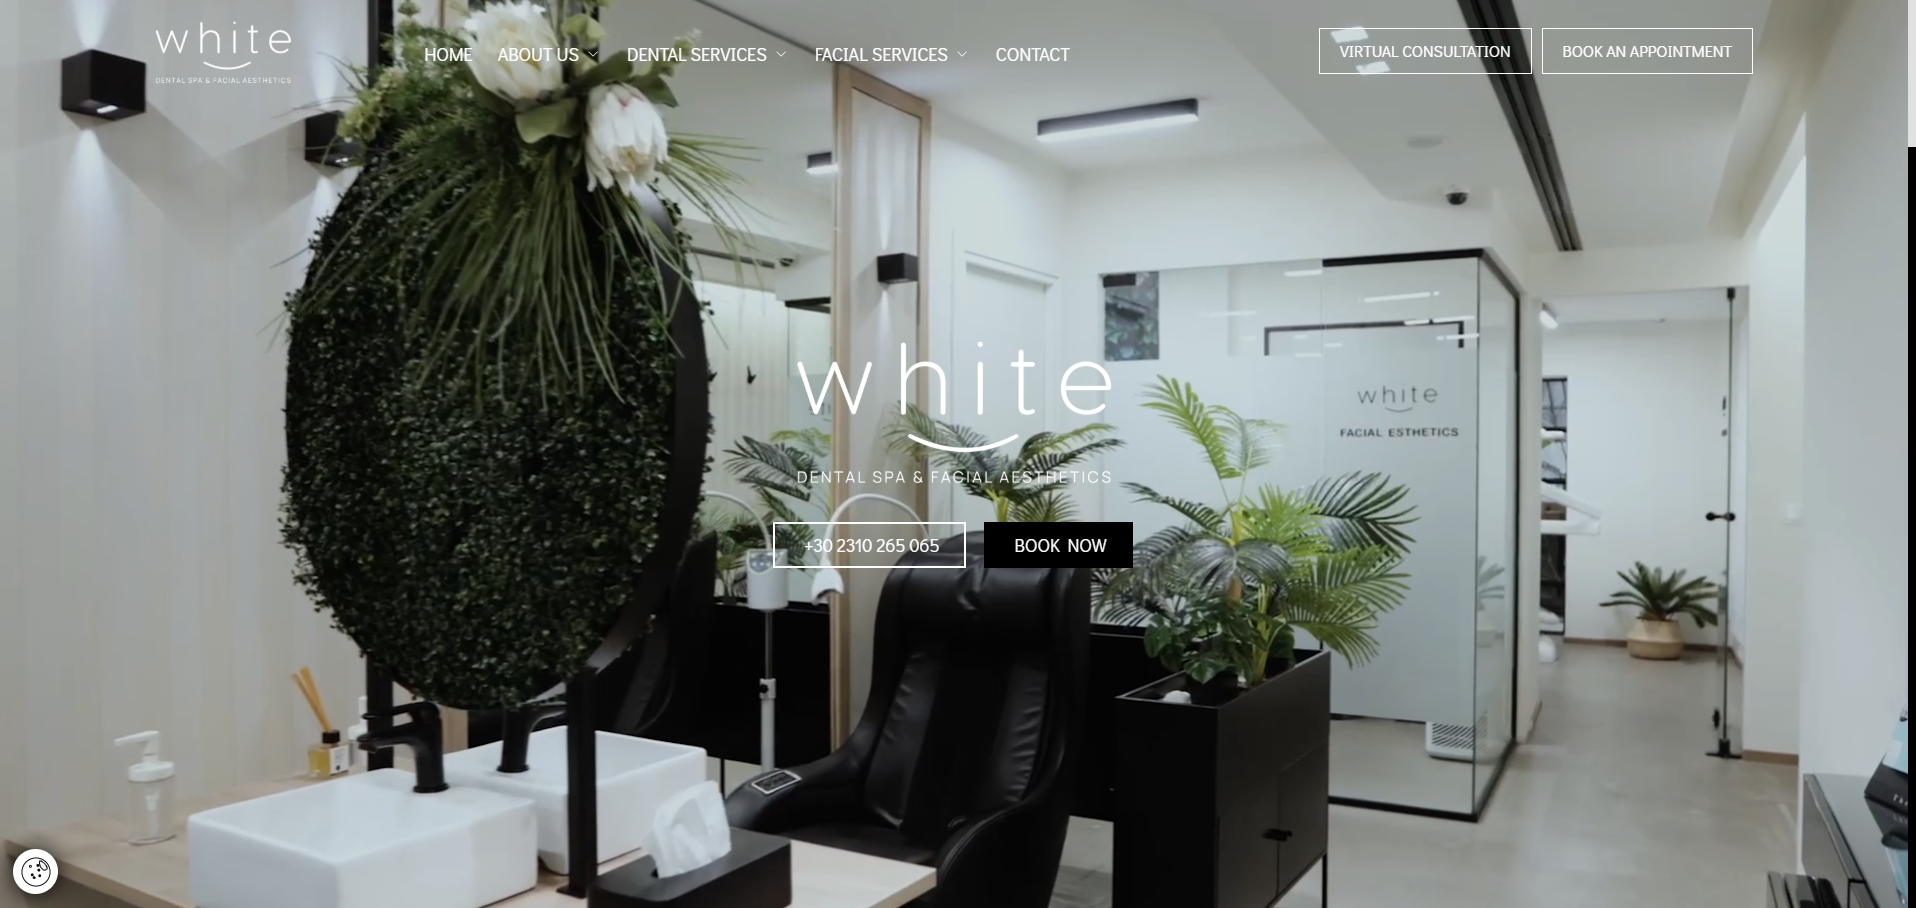 white
DENTAL SPA & FACIAL AESTHETICS
HOME
ABOUT US
DENTAL SERVICES
FACIAL SERVICES
CONTACT
VIRTUAL CONSULTATION
BOOK AN APPOINTMENT
white
DENTAL SPA & FACIAL AESTHETICS
+30 2310 265 065
BOOK NOW
white
FACIAL ESTHETICS